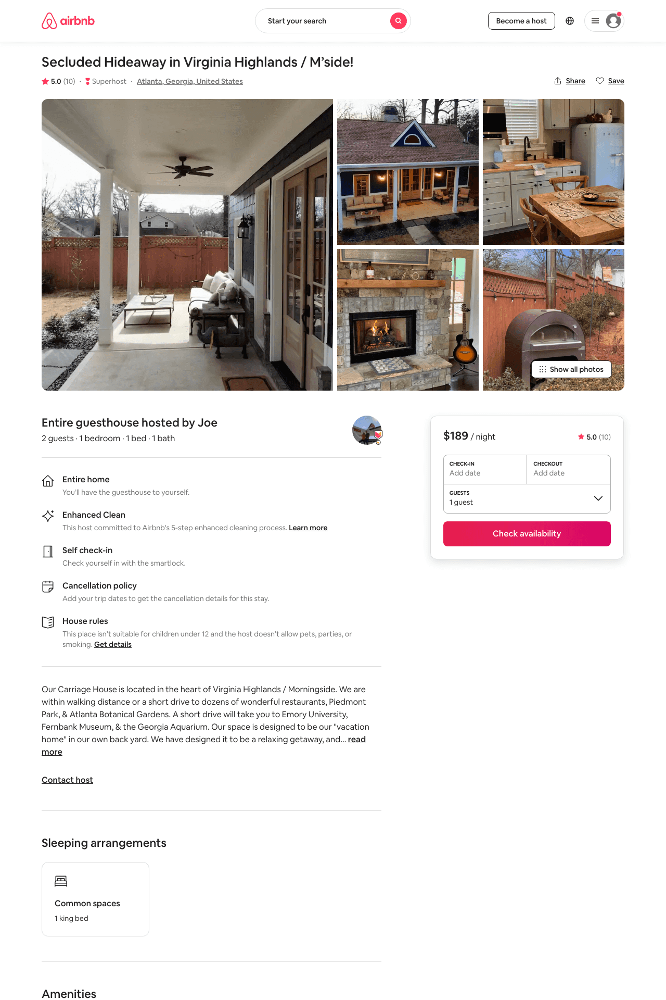 airbnb
Start your search
Become a host
Secluded Hideaway in Virginia Highlands / M’side!
5.0 (10) · Superhost · Atlanta, Georgia, United States
Share
Save
Show all photos
Entire guesthouse hosted by Joe
2 guests · 1 bedroom · 1 bed · 1 bath
$189 / night
5.0 (10)
CHECK-IN
Add date
CHECKOUT
Add date
GUESTS
1 guest
Check availability
Entire home
You’ll have the guesthouse to yourself.
Enhanced Clean
This host committed to Airbnb's 5-step enhanced cleaning process. Learn more
Self check-in
Check yourself in with the smartlock.
Cancellation policy
Add your trip dates to get the cancellation details for this stay.
House rules
This place isn’t suitable for children under 12 and the host doesn’t allow pets, parties, or
smoking. Get details
Our Carriage House is located in the heart of Virginia Highlands / Morningside. We are
within walking distance or a short drive to dozens of wonderful restaurants, Piedmont
Park, & Atlanta Botanical Gardens. A short drive will take you to Emory University,
Fernbank Museum, & the Georgia Aquarium. Our space is designed to be our "vacation
home" in our own back yard. We have designed it to be a relaxing getaway, and... read
more
Contact host
Sleeping arrangements
Common spaces
1 king bed
Amenities